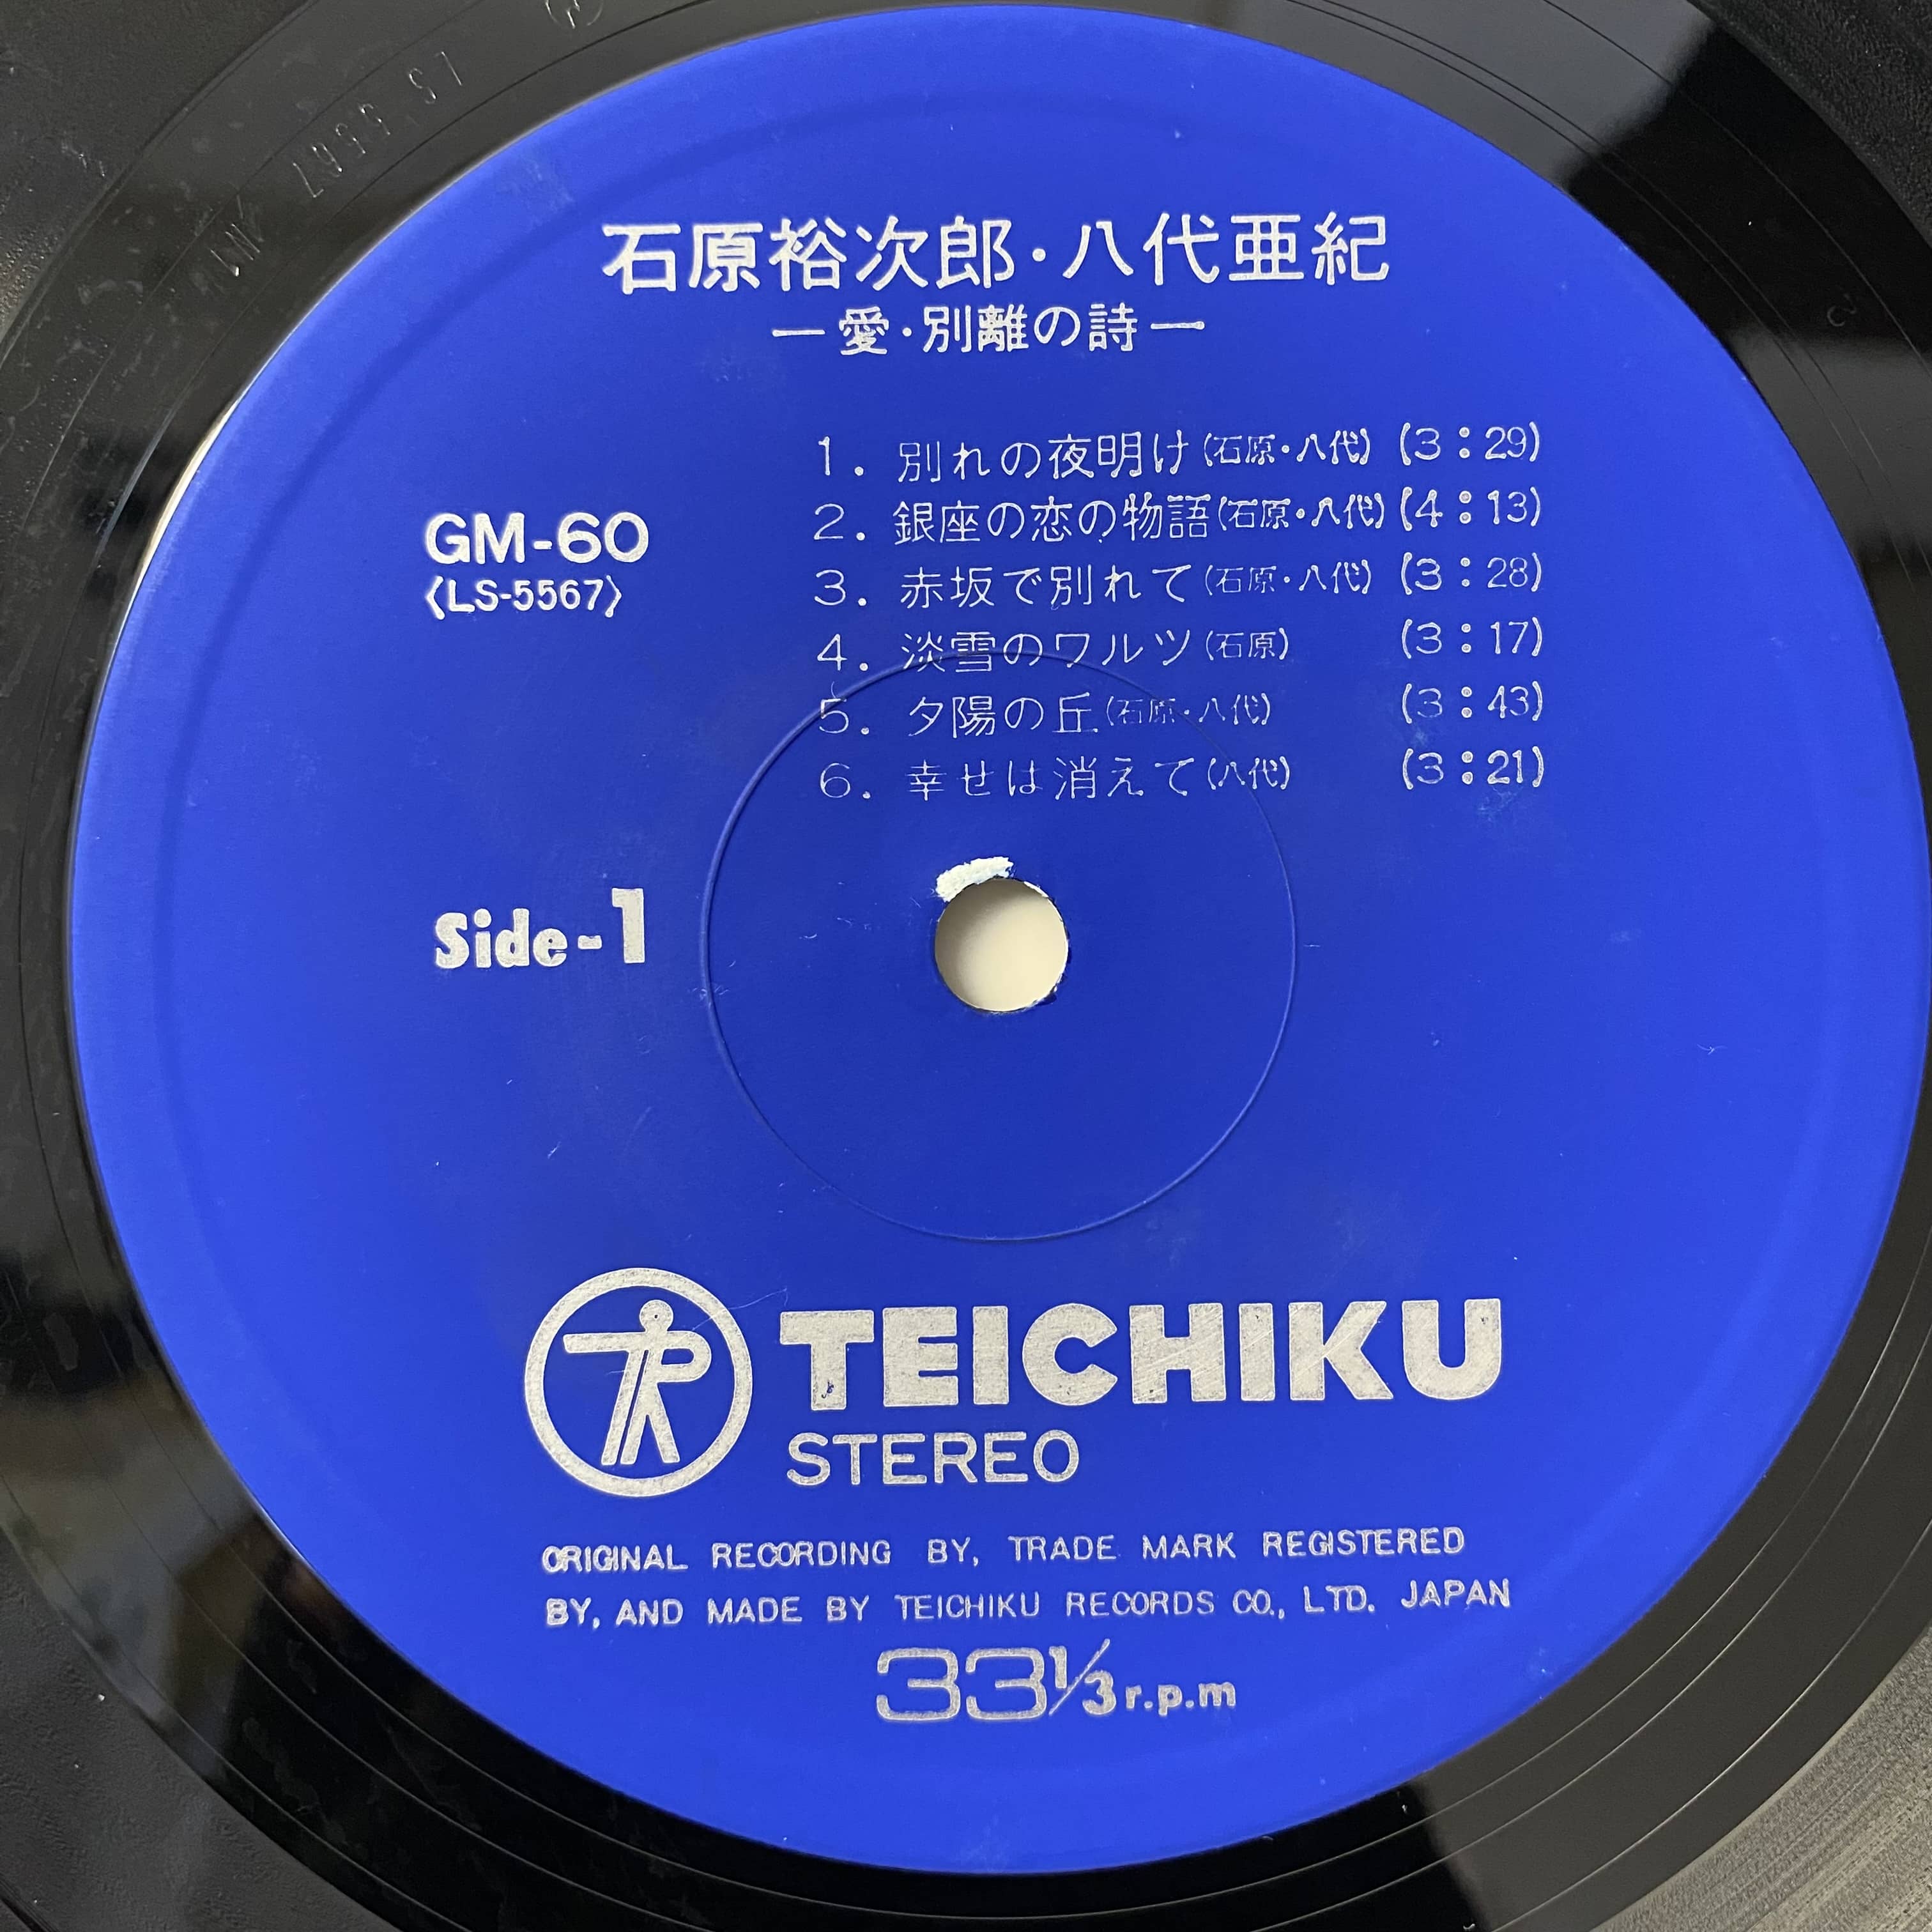 LS 5567
石原裕次郎・八代亜紀
―愛・別離の詩―
1. 別れの夜明け(石原・八代) (3:29)
2. 銀座の恋の物語(石原・八代) (4:13)
3. 赤坂で別れて(石原・八代) (3:28)
4. 淡雪のワルツ(石原) (3:17)
5. 夕陽の丘(石原・八代) (3:43)
6. 幸せは消えて(八代) (3:21)
GM-60
〈LS-5567〉
Side-1
TEICHIKU
STEREO
ORIGINAL RECORDING BY, TRADE MARK REGISTERED
BY, AND MADE BY TEICHIKU RECORDS CO., LTD. JAPAN
33 1/3 r.p.m